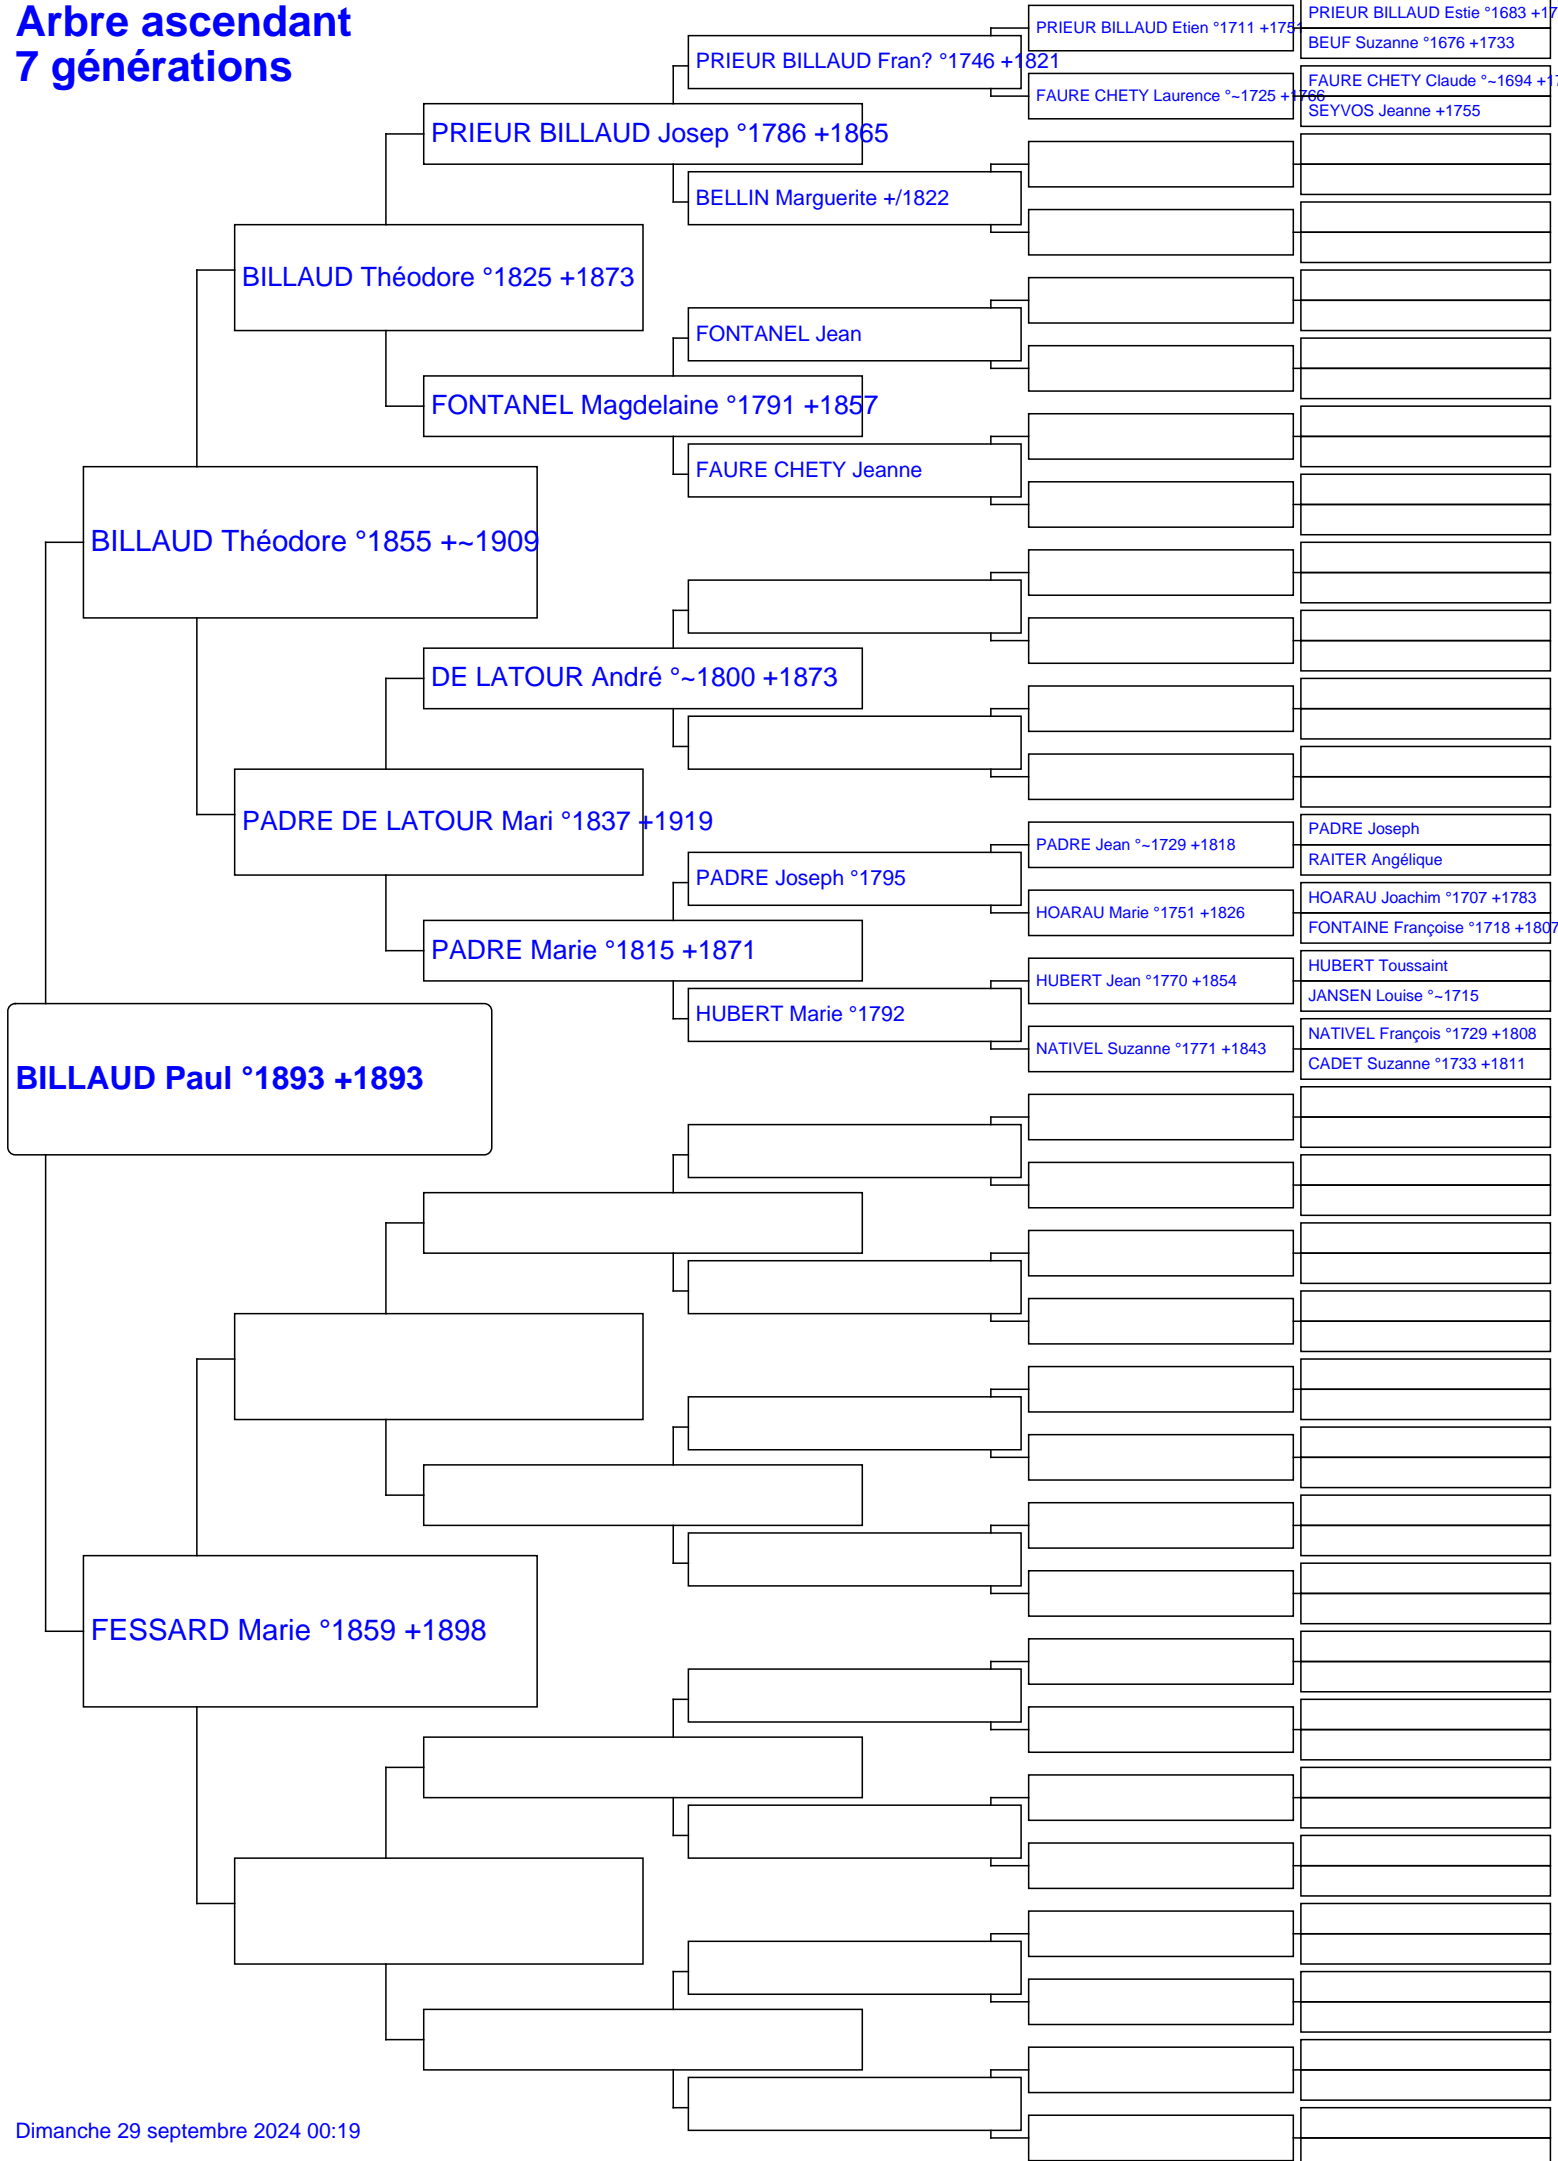 Arbre ascendant
7 générations
PRIEUR BILLAUD Estie °1683 +17
PRIEUR BILLAUD Etien °1711 +1751
BEUF Suzanne °1676 +1733
PRIEUR BILLAUD Fran? °1746 +1821
FAURE CHETY Claude °~1694 +17
FAURE CHETY Laurence °~1725 +1766
SEYVOS Jeanne +1755
PRIEUR BILLAUD Josep °1786 +1865
BELLIN Marguerite +/1822
BILLAUD Théodore °1825 +1873
FONTANEL Jean
FONTANEL Magdelaine °1791 +1857
FAURE CHETY Jeanne
BILLAUD Théodore °1855 +~1909
DE LATOUR André °~1800 +1873
PADRE DE LATOUR Mari °1837 +1919
PADRE Joseph
PADRE Jean °~1729 +1818
RAITER Angélique
PADRE Joseph °1795
HOARAU Joachim °1707 +1783
HOARAU Marie °1751 +1826
FONTAINE Françoise °1718 +1807
PADRE Marie °1815 +1871
HUBERT Toussaint
HUBERT Jean °1770 +1854
JANSEN Louise °~1715
HUBERT Marie °1792
NATIVEL François °1729 +1808
NATIVEL Suzanne °1771 +1843
CADET Suzanne °1733 +1811
BILLAUD Paul °1893 +1893
FESSARD Marie °1859 +1898
Dimanche 29 septembre 2024 00:19